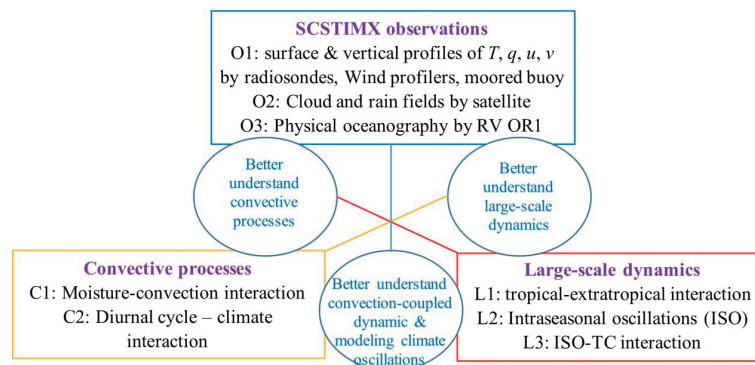 SCSTIMX observations
O1: surface & vertical profiles of T, q, u, v
by radiosondes, Wind profilers, moored buoy
O2: Cloud and rain fields by satellite
O3: Physical oceanography by RV OR1
Better
understand
convective
processes
Better
understand
large-scale
dynamics
Convective processes
C1: Moisture-convection interaction
C2: Diurnal cycle – climate
interaction
Better understand
convection-coupled
dynamic &
modeling climate
oscillations
Large-scale dynamics
L1: tropical-extratropical interaction
L2: Intraseasonal oscillations (ISO)
L3: ISO-TC interaction